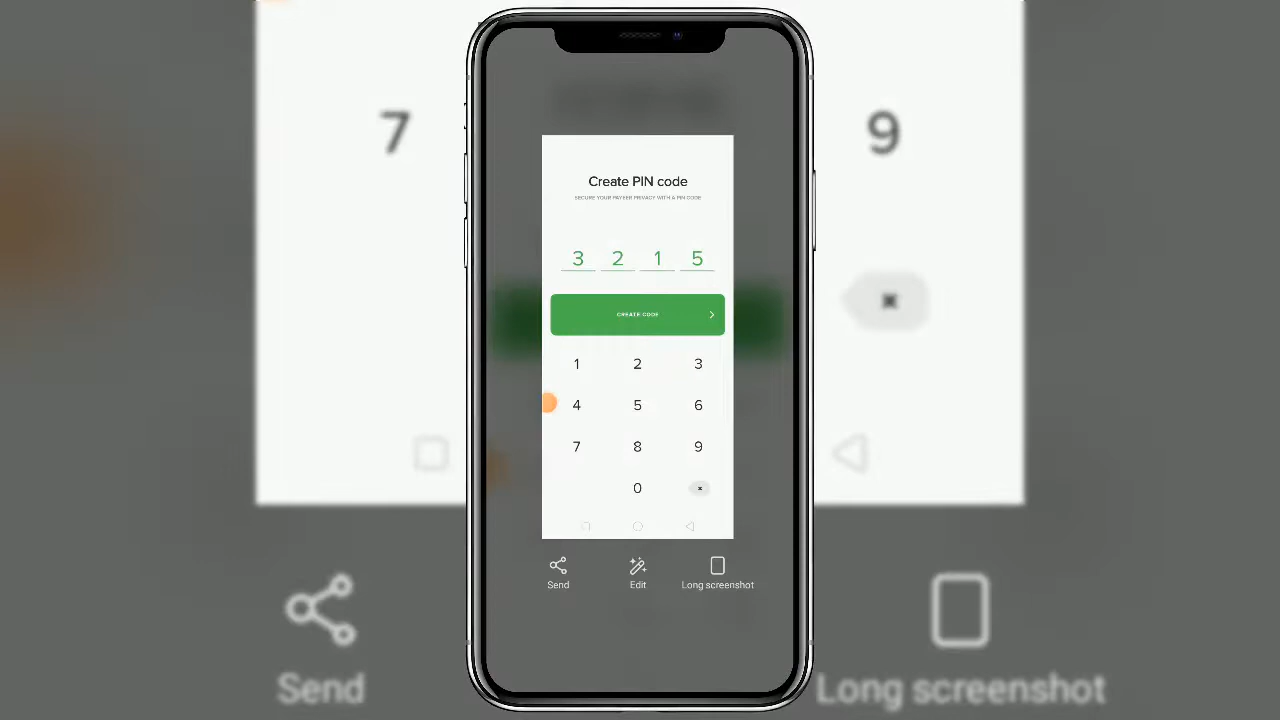 Create PIN code
SECURE YOUR PAYEER PRIVACY WITH A PIN CODE
3 2 1 5
CREATE CODE
1 2 3
4 5 6
7 8 9
0
Send
Edit
Long screenshot
7
9
Send
Long screenshot